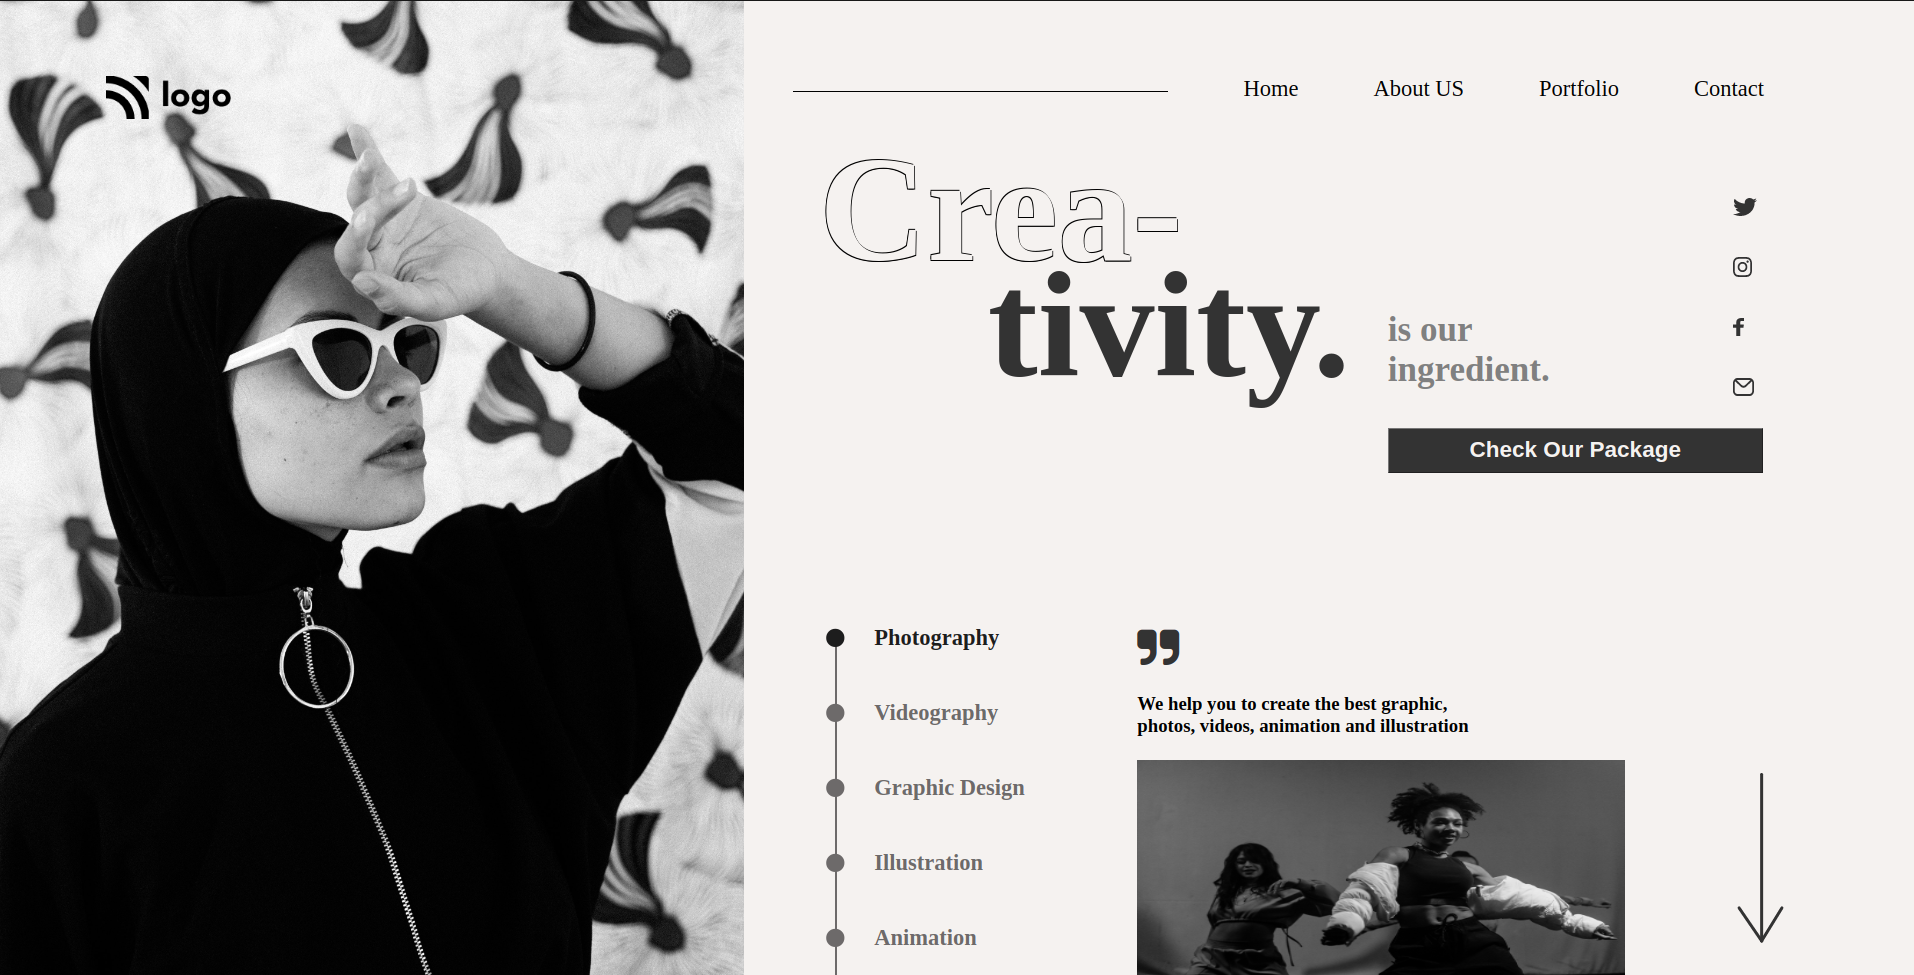 logo
Home About US Portfolio Contact
Crea-
tivity.
is our
ingredient.
Check Our Package
Photography
Videography
Graphic Design
Illustration
Animation
We help you to create the best graphic,
photos, videos, animation and illustration